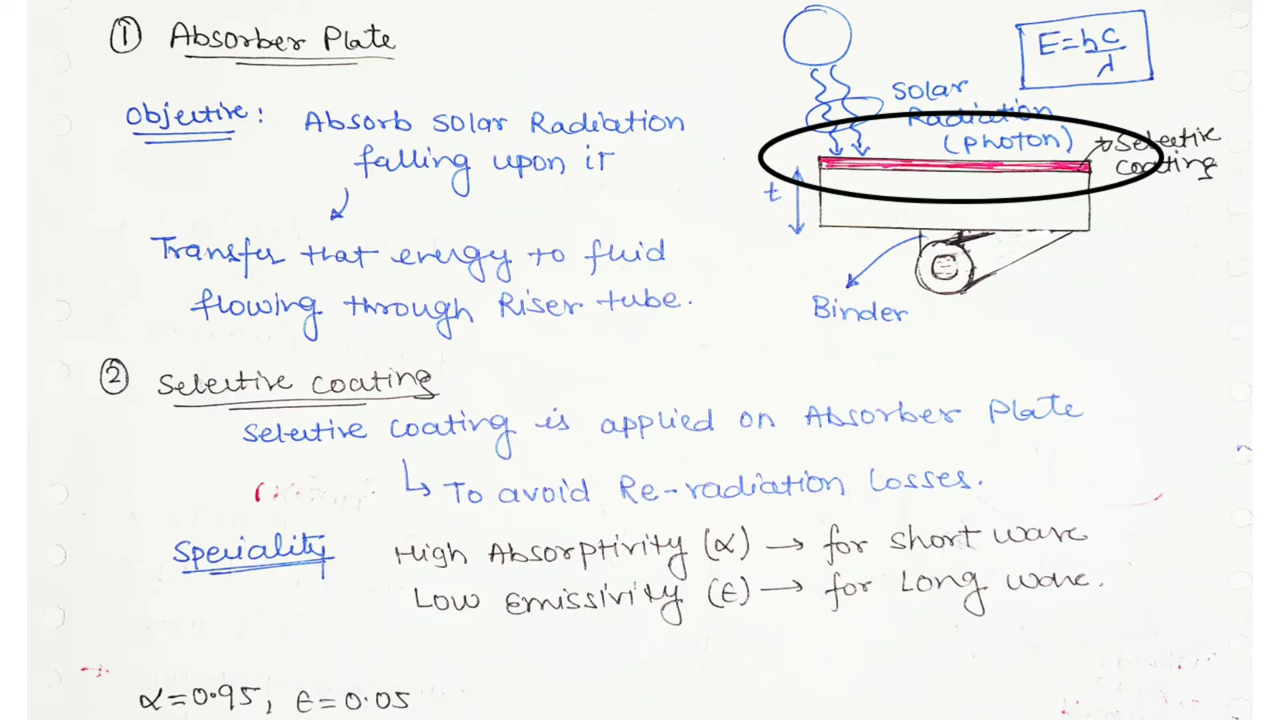 ① Absorber Plate
Objective: Absorb solar Radiation
falling upon it
Transfer that energy to fluid
flowing through Riser tube.
E=hc/λ
Solar
Radiation
(photon)
Selective
coating
t
Binder
② Selective coating
Selective coating is applied on Absorber Plate
To avoid Re-radiation Losses.
Speciality High Absorptivity (α) → for short wave
Low Emissivity (ϵ) → for Long wave.
α=0.95, ϵ=0.05